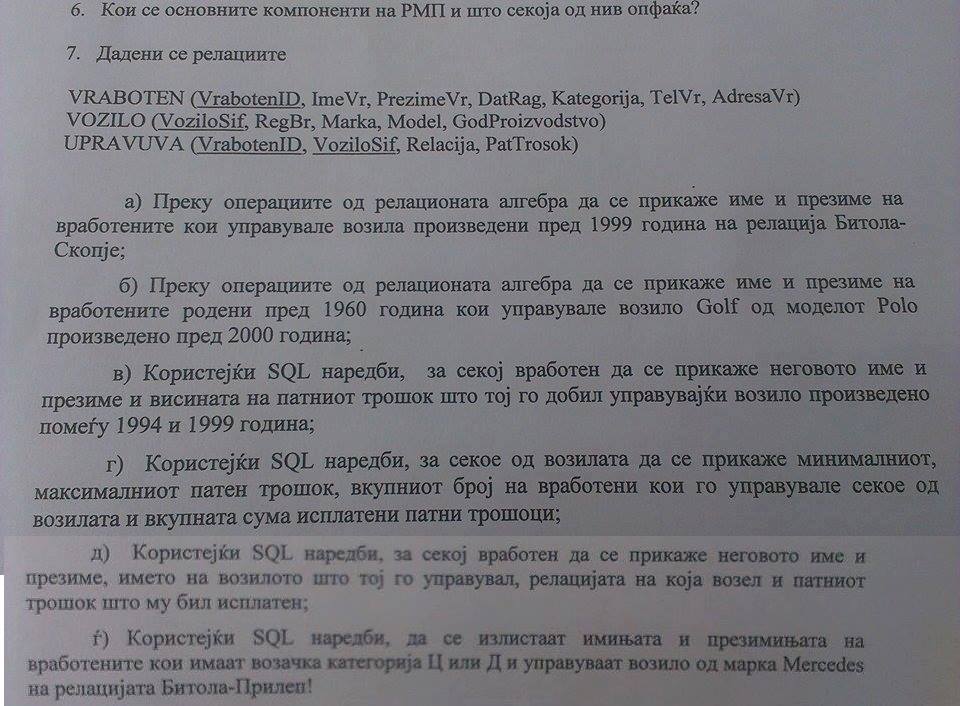 6. Кои се основните компоненти на РМП и што секоја од нив опфаќа?
7. Дадени се релациите
VRABOTEN (VrabotenID, ImeVr, PrezimeVr, DatRag, Kategorija, TelVr, AdresaVr)
VOZILO (VoziloSif, RegBr, Marka, Model, GodProizvodstvo)
UPRAVUVA (VrabotenID, VoziloSif, Relacija, PatTrosok)
а) Преку операциите од релационата алгебра да се прикаже име и презиме на
вработените кои управувале возила произведени пред 1999 година на релација Битола-
Скопје;
б) Преку операциите од релационата алгебра да се прикаже име и презиме на
вработените родени пред 1960 година кои управувале возило Golf од моделот Polo
произведено пред 2000 година;
в) Користејќи SQL наредби, за секој вработен да се прикаже неговото име и
презиме и висината на патниот трошок што тој го добил управувајќи возило произведено
помеѓу 1994 и 1999 година;
г) Користејќи SQL наредби, за секое од возилата да се прикаже минималниот,
максималниот патен трошок, вкупниот број на вработени кои го управувале секое од
возилата и вкупната сума исплатени патни трошоци;
д) Користејќи SQL наредби, за секој вработен да се прикаже неговото име и
презиме, името на возилото што тој го управувал, релацијата на која возел и патниот
трошок што му бил исплатен;
ѓ) Користејќи SQL наредби, да се излистаат имињата и презимињата на
вработените кои имаат возачка категорија Ц или Д и управуваат возило од марка Mercedes
на релацијата Битола-Прилеп!